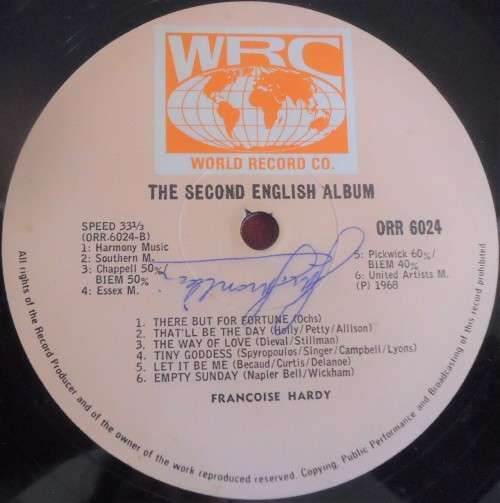 WRC
WORLD RECORD CO.
THE SECOND ENGLISH ALBUM
SPEED 33⅓
(ORR.6024-B)
1: Harmony Music
2: Southern M.
3: Chappell 50%
BIEM 50%
4: Essex M.
ORR 6024
5: Pickwick 60%/
BIEM 40%
6: United Artists M.
(P) 1968
1. THERE BUT FOR FORTUNE (Ochs)
2. THAT'LL BE THE DAY (Holly/Petty/Allison)
3. THE WAY OF LOVE (Dieval/Stillman)
4. TINY GODDESS (Spyropoulos/Singer/Campbell/Lyons)
5. LET IT BE ME (Becaud/Curtis/Delanoe)
6. EMPTY SUNDAY (Napier Bell/Wickham)
FRANCOISE HARDY
All rights of the Record Producer and of the owner of the work reproduced reserved. Copying, Public Performance and Broadcasting of this record prohibited.